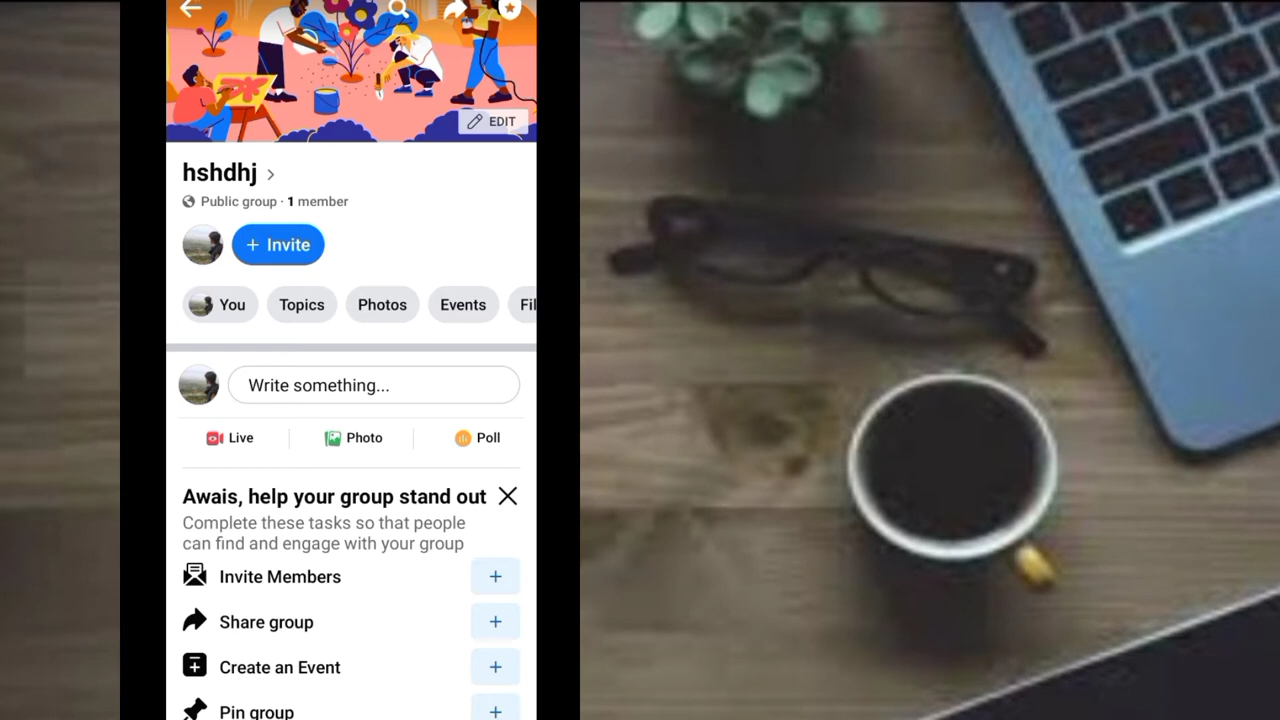 EDIT
hshdhj
Public group · 1 member
+ Invite
You Topics Photos Events Fil
Write something...
Live Photo Poll
Awais, help your group stand out
Complete these tasks so that people
can find and engage with your group
Invite Members +
Share group +
Create an Event +
Pin group +